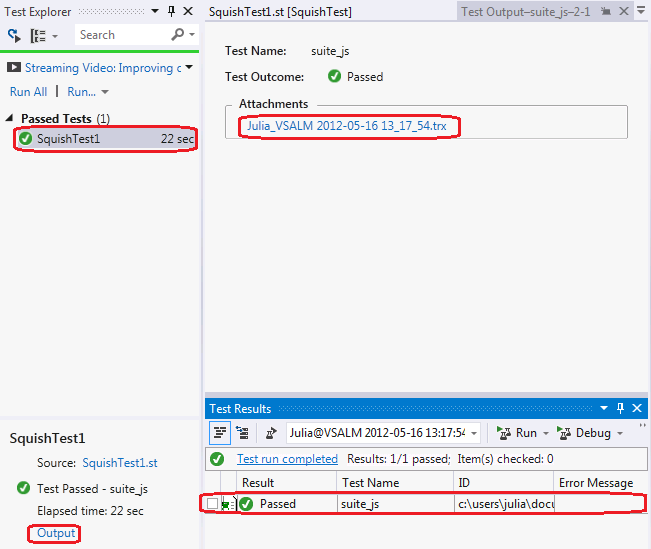 Test Explorer
Search
Streaming Video: Improving c
Run All | Run...
Passed Tests (1)
SquishTest1 22 sec
SquishTest1
Source: SquishTest1.st
Test Passed - suite_js
Elapsed time: 22 sec
Output
SquishTest1.st [SquishTest]
Test Output–suite_js–2-1
Test Name: suite_js
Test Outcome: Passed
Attachments
Julia_VSALM 2012-05-16 13_17_54.trx
Test Results
Julia@VSALM 2012-05-16 13:17:54
Run
Debug
Test run completed Results: 1/1 passed; Item(s) checked: 0
Result Test Name ID Error Message
Passed suite_js c:\users\julia\docu